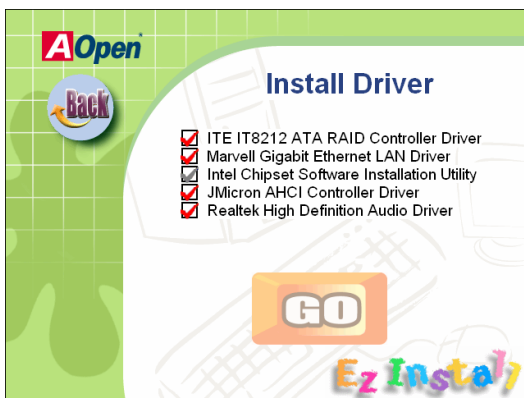 AOpen
Back
Install Driver
ITE IT8212 ATA RAID Controller Driver
Marvell Gigabit Ethernet LAN Driver
Intel Chipset Software Installation Utility
JMicron AHCI Controller Driver
Realtek High Definition Audio Driver
GO
Ez Install